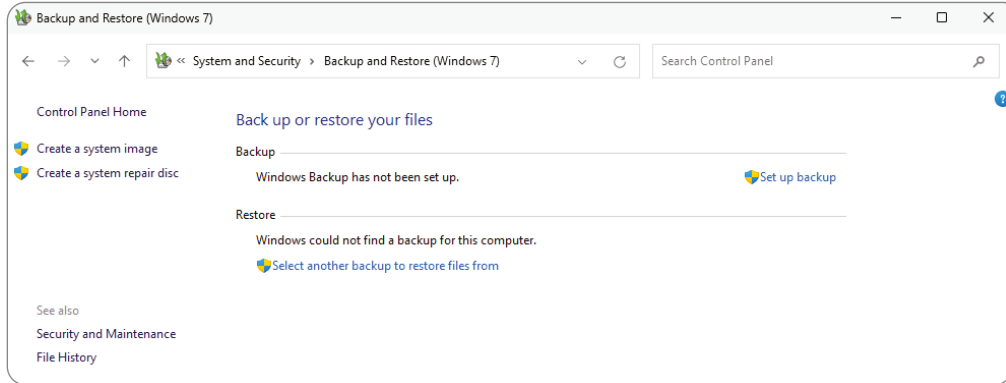 Backup and Restore (Windows 7)
« System and Security > Backup and Restore (Windows 7)
Search Control Panel
?
Control Panel Home
Create a system image
Create a system repair disc
Back up or restore your files
Backup
Windows Backup has not been set up.
Set up backup
Restore
Windows could not find a backup for this computer.
Select another backup to restore files from
See also
Security and Maintenance
File History